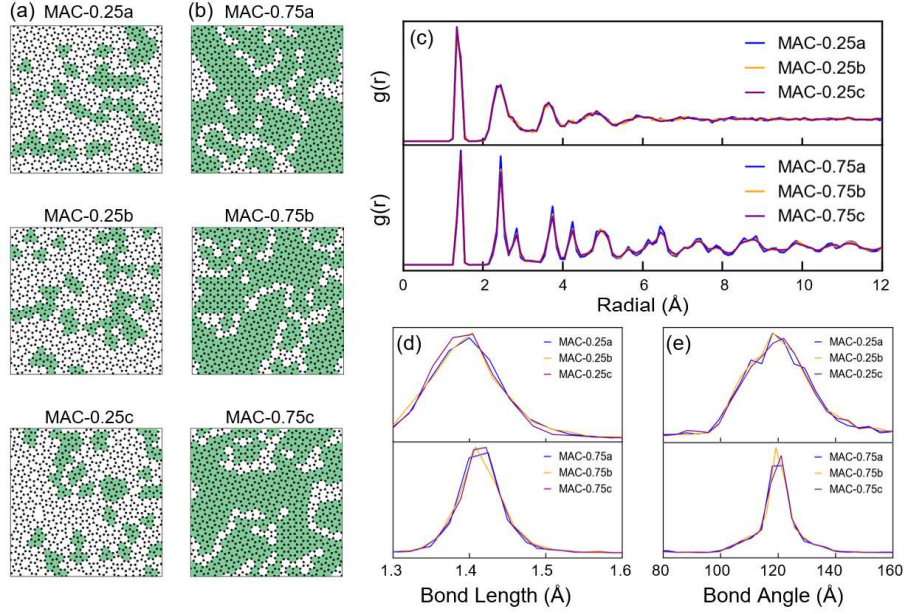 (a) MAC-0.25a
(b) MAC-0.75a
MAC-0.25b
MAC-0.75b
MAC-0.25c
MAC-0.75c
(c)
g(r)
MAC-0.25a
MAC-0.25b
MAC-0.25c
g(r)
MAC-0.75a
MAC-0.75b
MAC-0.75c
0 2 4 6 8 10 12
Radial (Å)
(d)
MAC-0.25a
MAC-0.25b
MAC-0.25c
MAC-0.75a
MAC-0.75b
MAC-0.75c
1.3 1.4 1.5 1.6
Bond Length (Å)
(e)
MAC-0.25a
MAC-0.25b
MAC-0.25c
MAC-0.75a
MAC-0.75b
MAC-0.75c
80 100 120 140 160
Bond Angle (Å)